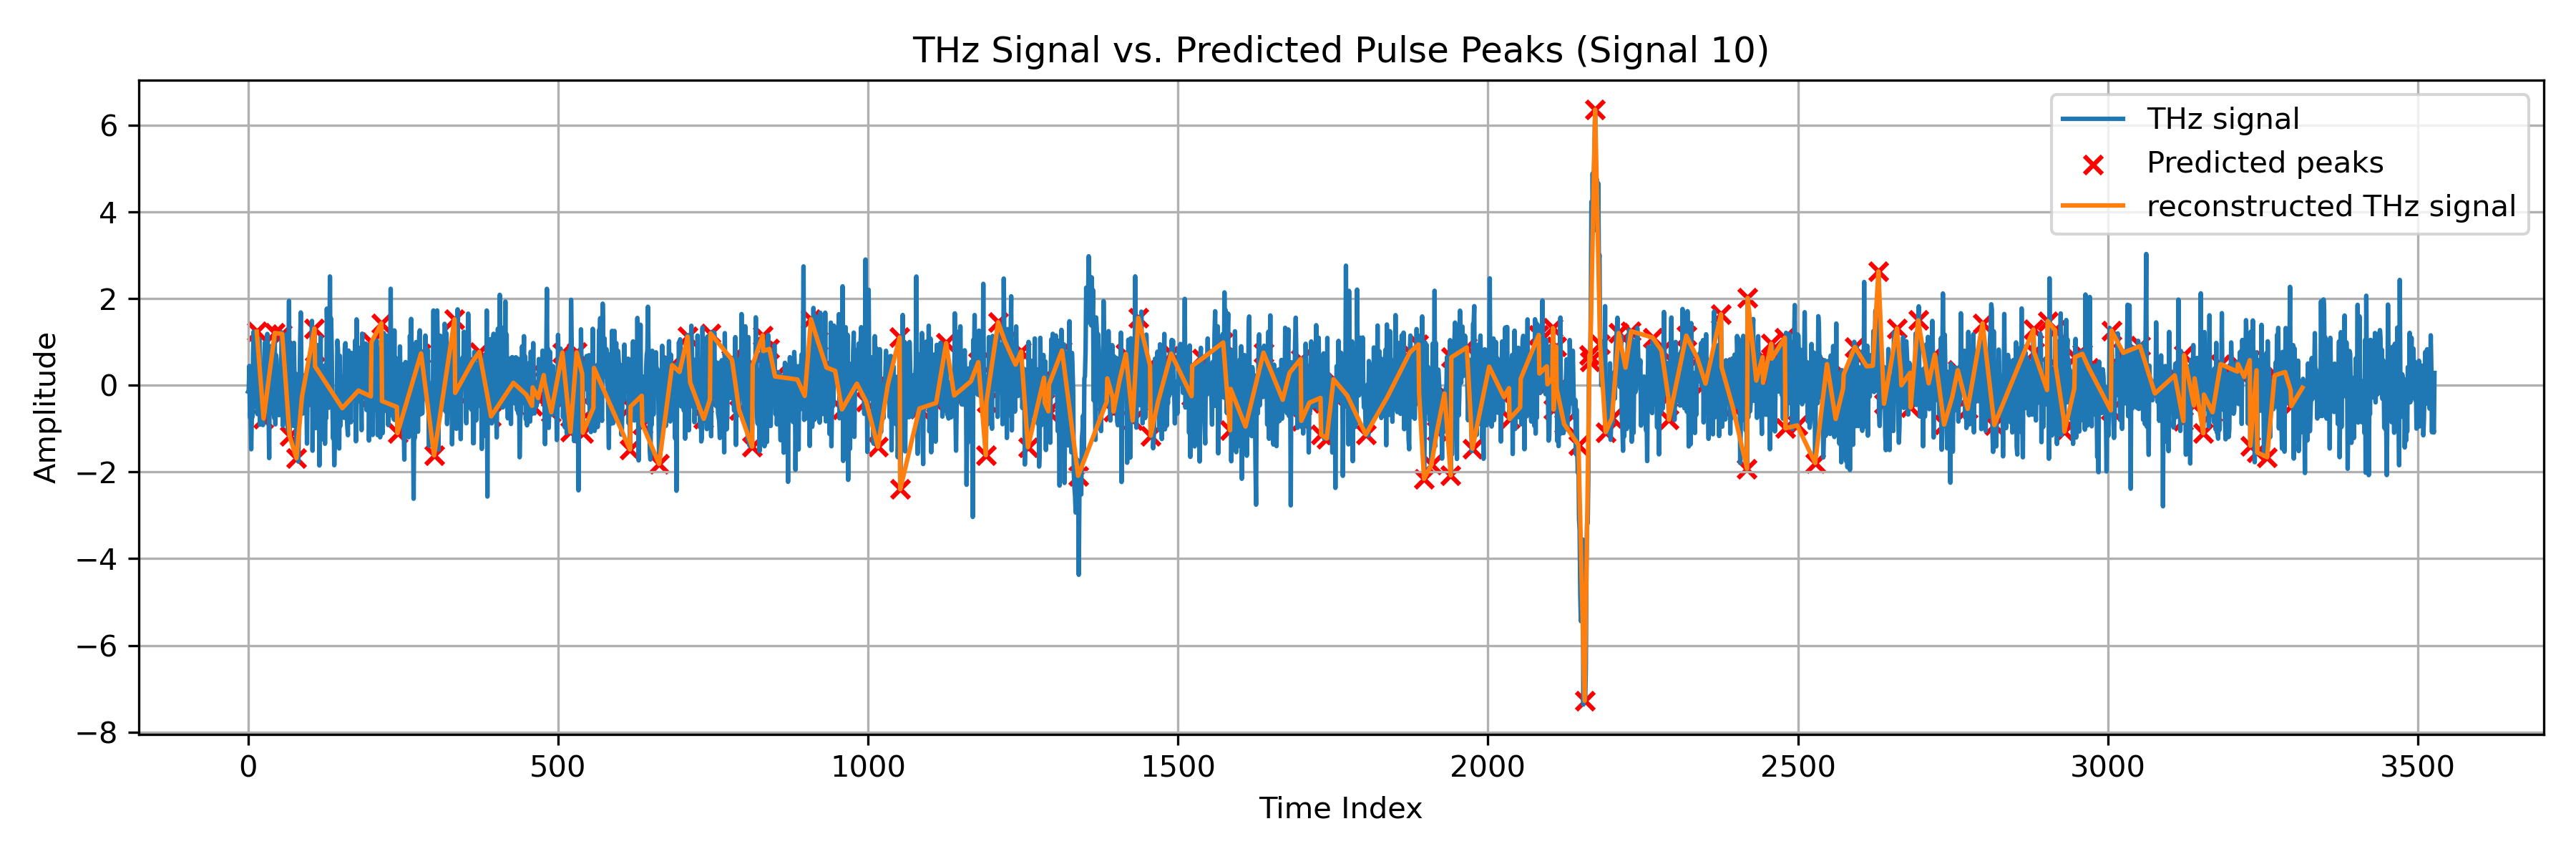 THz Signal vs. Predicted Pulse Peaks (Signal 10)
THz signal
Predicted peaks
reconstructed THz signal
Amplitude
6
4
2
0
−2
−4
−6
−8
0 500 1000 1500 2000 2500 3000 3500
Time Index